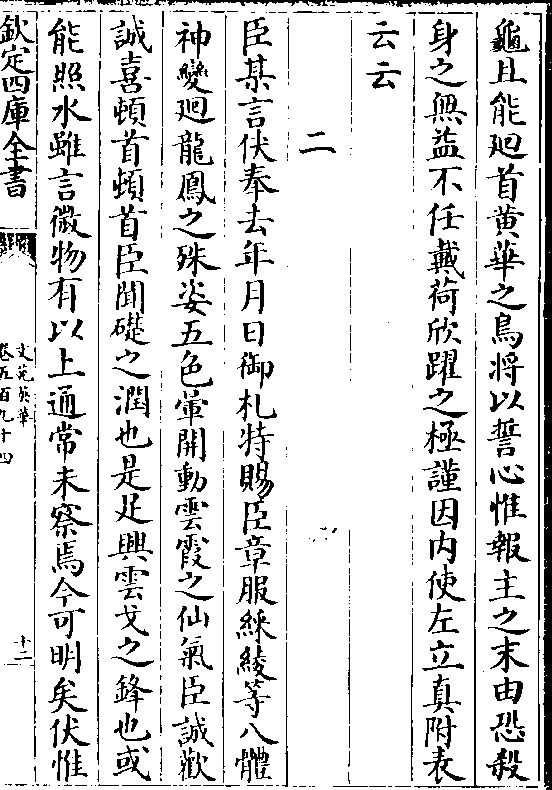 龜且能廻首黄華之鳥將以誓心惟報主之末由恐殺
身之無益不任戴荷欣躍之極謹因内使左立真附表
云云
二
臣某言伏奉去年月日御札特賜臣章服綵綾等八體
神變廻龍鳳之殊姿五色暈開動雲霞之仙氣臣誠歡
誠喜頓首頓首臣聞礎之潤也是足興雲戈之鋒也或
能照水雖言微物有以上通常未察焉今可明矣伏惟
欽定四庫全書
文苑英華
卷五百九十四
十二